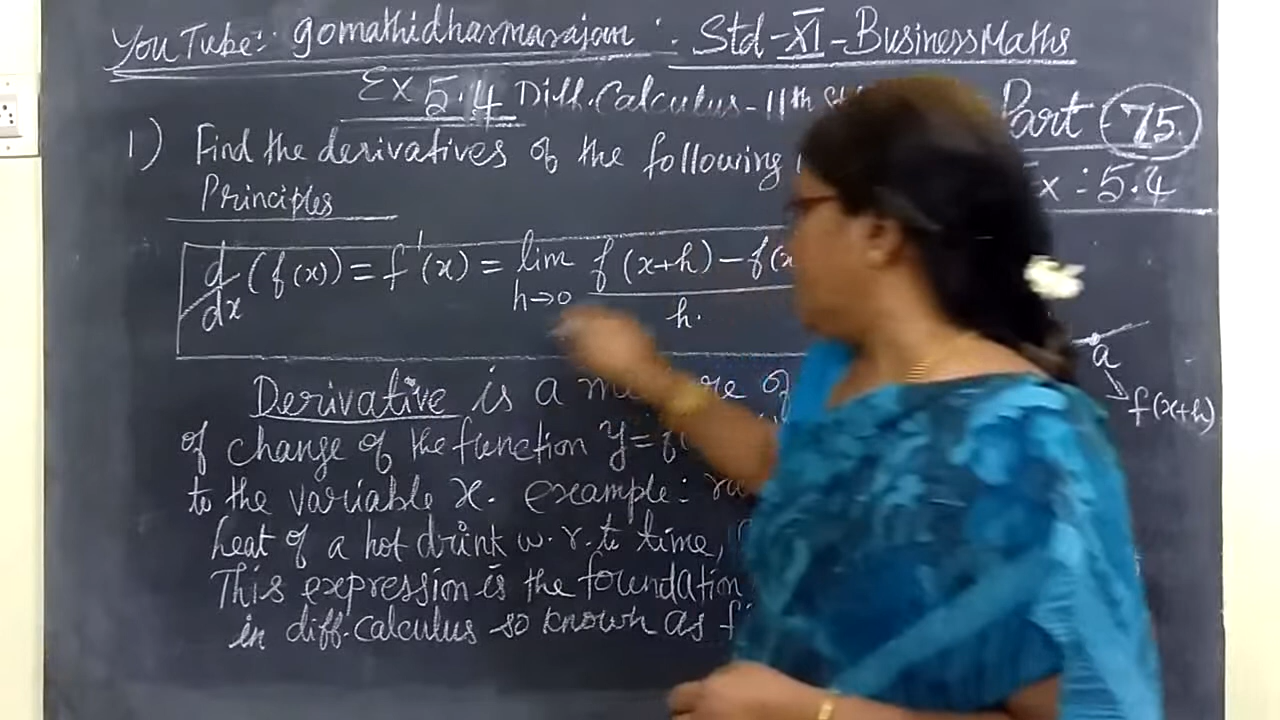 YouTube: gomathidharmarajan : Std-XI-BusinessMaths
Ex 5.4 Diff.Calculus-11th Part 75
1) Find the derivatives of the following
x: 5.4
Principles
d/dx (f(x)) = f'(x) = lim h→0 f(x+h) - f(x / h.
a
f(x+h)
Derivative is a of
of change of the function y=
to the variable x. example:
heat of a hot drink w.r.to time,
This expression is the foundation
in diff.calculus so known as